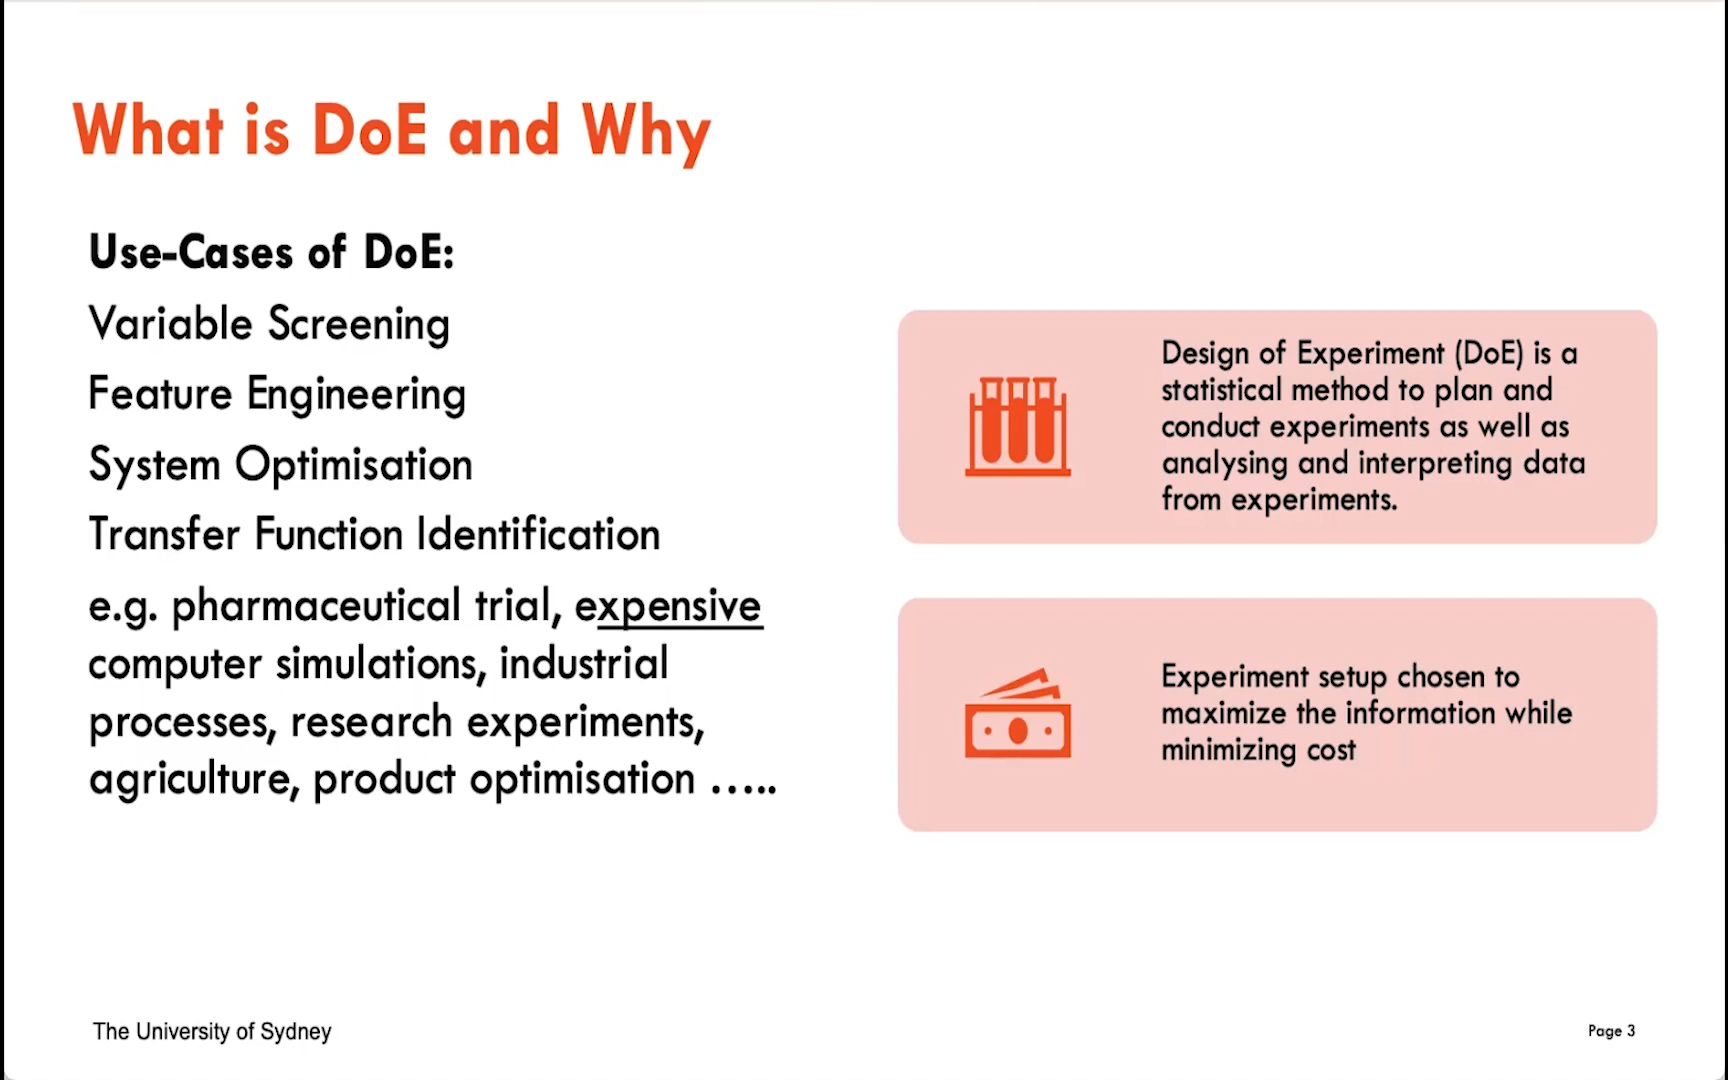 What is DoE and Why
Use-Cases of DoE:
Variable Screening
Feature Engineering
System Optimisation
Transfer Function Identification
e.g. pharmaceutical trial, expensive
computer simulations, industrial
processes, research experiments,
agriculture, product optimisation …..
Design of Experiment (DoE) is a
statistical method to plan and
conduct experiments as well as
analysing and interpreting data
from experiments.
Experiment setup chosen to
maximize the information while
minimizing cost
The University of Sydney
Page 3